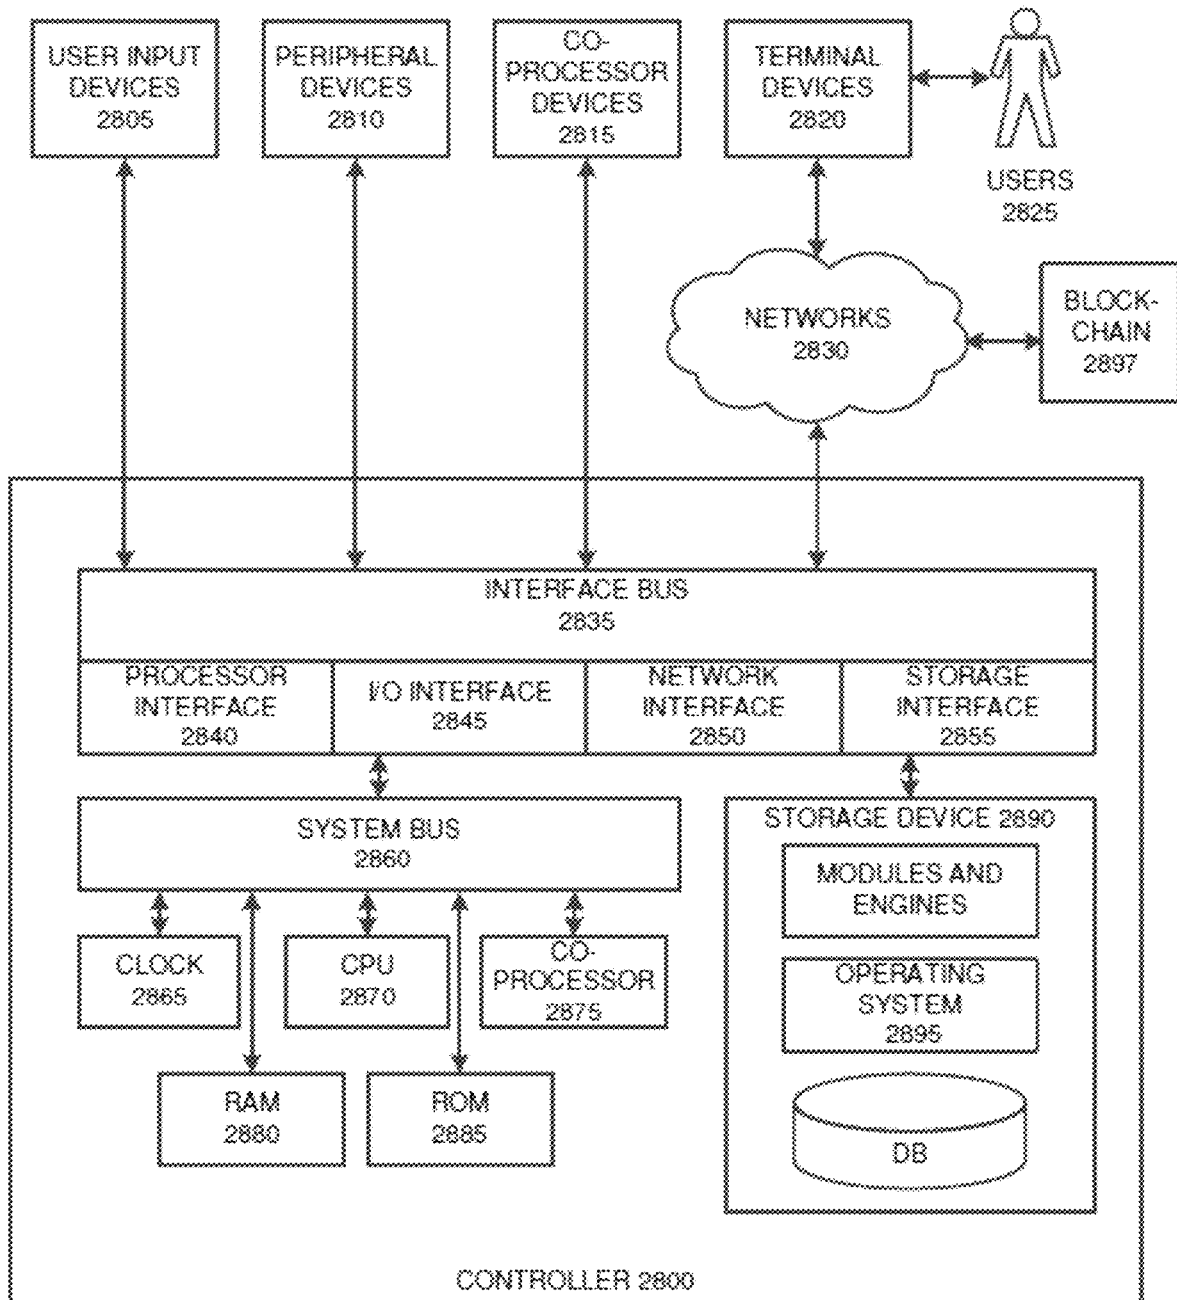 USER INPUT
DEVICES
2805
PERIPHERAL
DEVICES
2810
CO-
PROCESSOR
DEVICES
2815
TERMINAL
DEVICES
2820
USERS
2825
NETWORKS
2830
BLOCK-
CHAIN
2897
INTERFACE BUS
2835
PROCESSOR
INTERFACE
2840
I/O INTERFACE
2845
NETWORK
INTERFACE
2850
STORAGE
INTERFACE
2855
SYSTEM BUS
2860
STORAGE DEVICE 2890
MODULES AND
ENGINES
OPERATING
SYSTEM
2895
DB
CLOCK
2865
CPU
2870
CO-
PROCESSOR
2875
RAM
2880
ROM
2885
CONTROLLER 2800